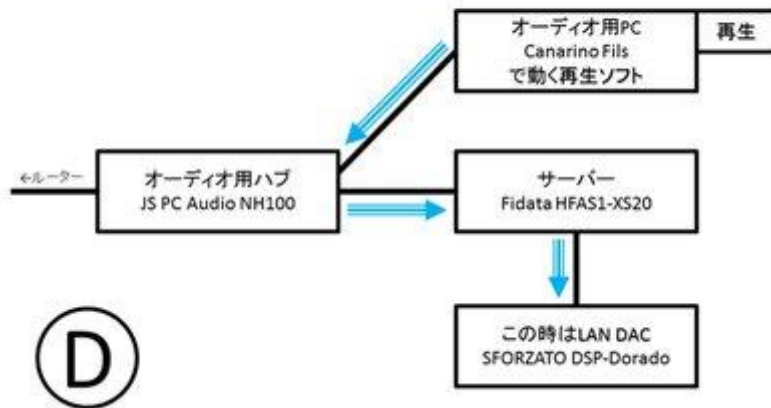 オーディオ用PC
Canarino Fils
で動く再生ソフト
再生
←ルーター
オーディオ用ハブ
JS PC Audio NH100
サーバー
Fidata HFAS1-XS20
この時はLAN DAC
SFORZATO DSP-Dorado
D